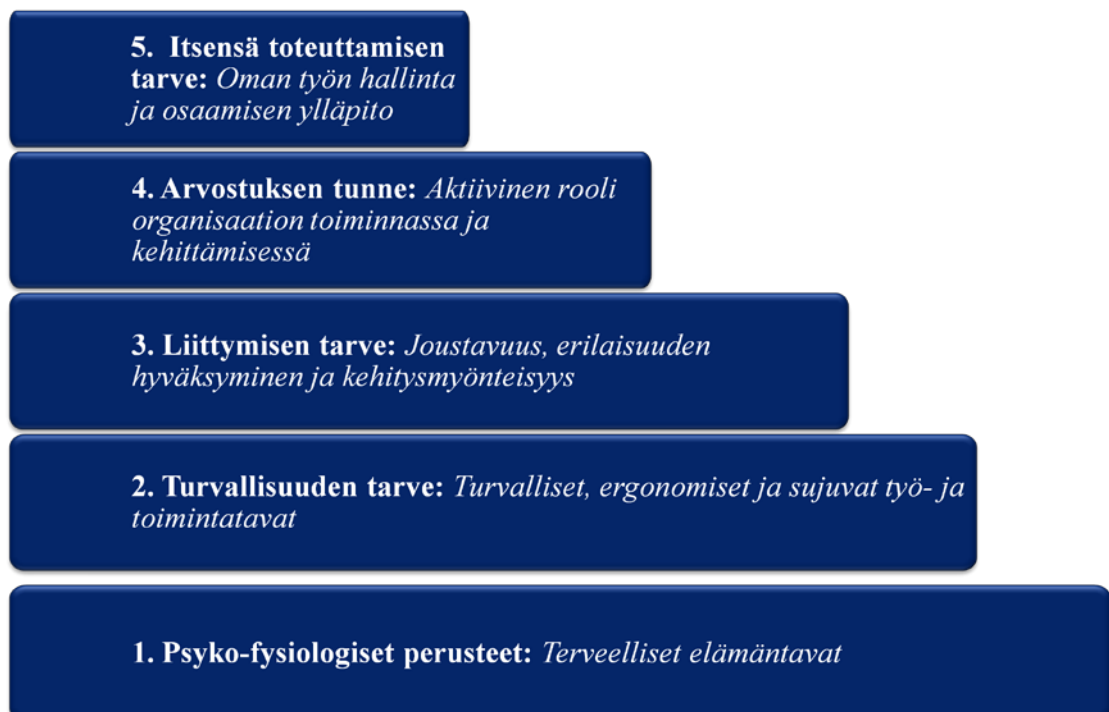 5. Itsensä toteuttamisen
tarve: Oman työn hallinta
ja osaamisen ylläpito
4. Arvostuksen tunne: Aktiivinen rooli
organisaation toiminnassa ja
kehittämisessä
3. Liittymisen tarve: Joustavuus, erilaisuuden
hyväksyminen ja kehitysmyönteisyys
2. Turvallisuuden tarve: Turvalliset, ergonomiset ja sujuvat työ- ja
toimintatavat
1. Psyko-fysiologiset perusteet: Terveelliset elämäntavat